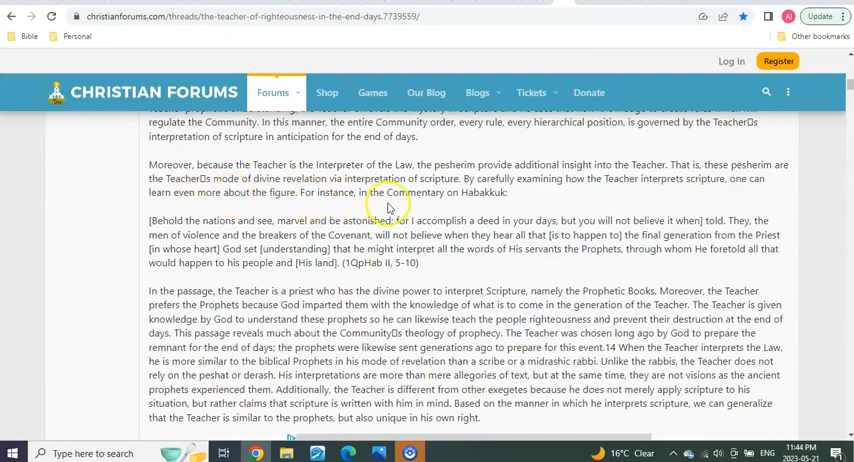 christianforums.com/threads/the-teacher-of-righteousness-in-the-end-days.7739559/
AI
Update
Bible
Personal
Other bookmarks
Log in
Register
CHRISTIAN FORUMS
Forums
Shop
Games
Our Blog
Blogs
Tickets
Donate
regulate the Community. In this manner, the entire Community order, every rule, every hierarchical position, is governed by the Teacher▯s
interpretation of scripture in anticipation for the end of days.
Moreover, because the Teacher is the Interpreter of the Law, the pesherim provide additional insight into the Teacher. That is, these pesherim are
the Teacher▯s mode of divine revelation via interpretation of scripture. By carefully examining how the Teacher interprets scripture, one can
learn even more about the figure. For instance, in the Commentary on Habakkuk:
[Behold the nations and see, marvel and be astonished; for I accomplish a deed in your days, but you will not believe it when] told. They, the
men of violence and the breakers of the Covenant, will not believe when they hear all that [is to happen to] the final generation from the Priest
[in whose heart] God set [understanding] that he might interpret all the words of His servants the Prophets, through whom He foretold all that
would happen to his people and [His land]. (1QpHab II, 5-10)
In the passage, the Teacher is a priest who has the divine power to interpret Scripture, namely the Prophetic Books. Moreover, the Teacher
prefers the Prophets because God imparted them with the knowledge of what is to come in the generation of the Teacher. The Teacher is given
knowledge by God to understand these prophets so he can likewise teach the people righteousness and prevent their destruction at the end of
days. This passage reveals much about the Community▯s theology of prophecy. The Teacher was chosen long ago by God to prepare the
remnant for the end of days; the prophets were likewise sent generations ago to prepare for this event.14 When the Teacher interprets the Law,
he is more similar to the biblical Prophets in his mode of revelation than a scribe or a midrashic rabbi. Unlike the rabbis, the Teacher does not
rely on the peshat or derash. His interpretations are more than mere allegories of text, but at the same time, they are not visions as the ancient
prophets experienced them. Additionally, the Teacher is different from other exegetes because he does not merely apply scripture to his
situation, but rather claims that scripture is written with him in mind. Based on the manner in which he interprets scripture, we can generalize
that the Teacher is similar to the prophets, but also unique in his own right.
Type here to search
16°C Clear
ENG
11:44 PM
2023-05-21